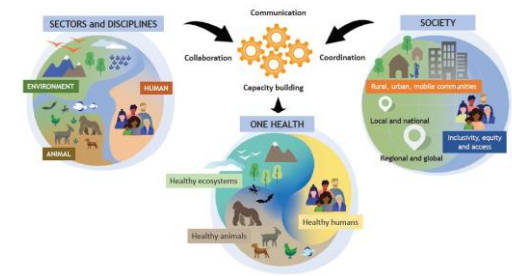 Communication
SECTORS and DISCIPLINES
SOCIETY
Collaboration
Coordination
ENVIRONMENT
HUMAN
Rural, urban, mobile communities
Capacity building
Local and national
ONE HEALTH
Inclusivity, equity
and access
ANIMAL
Regional and global
Healthy ecosystems
Healthy humans
Healthy animals